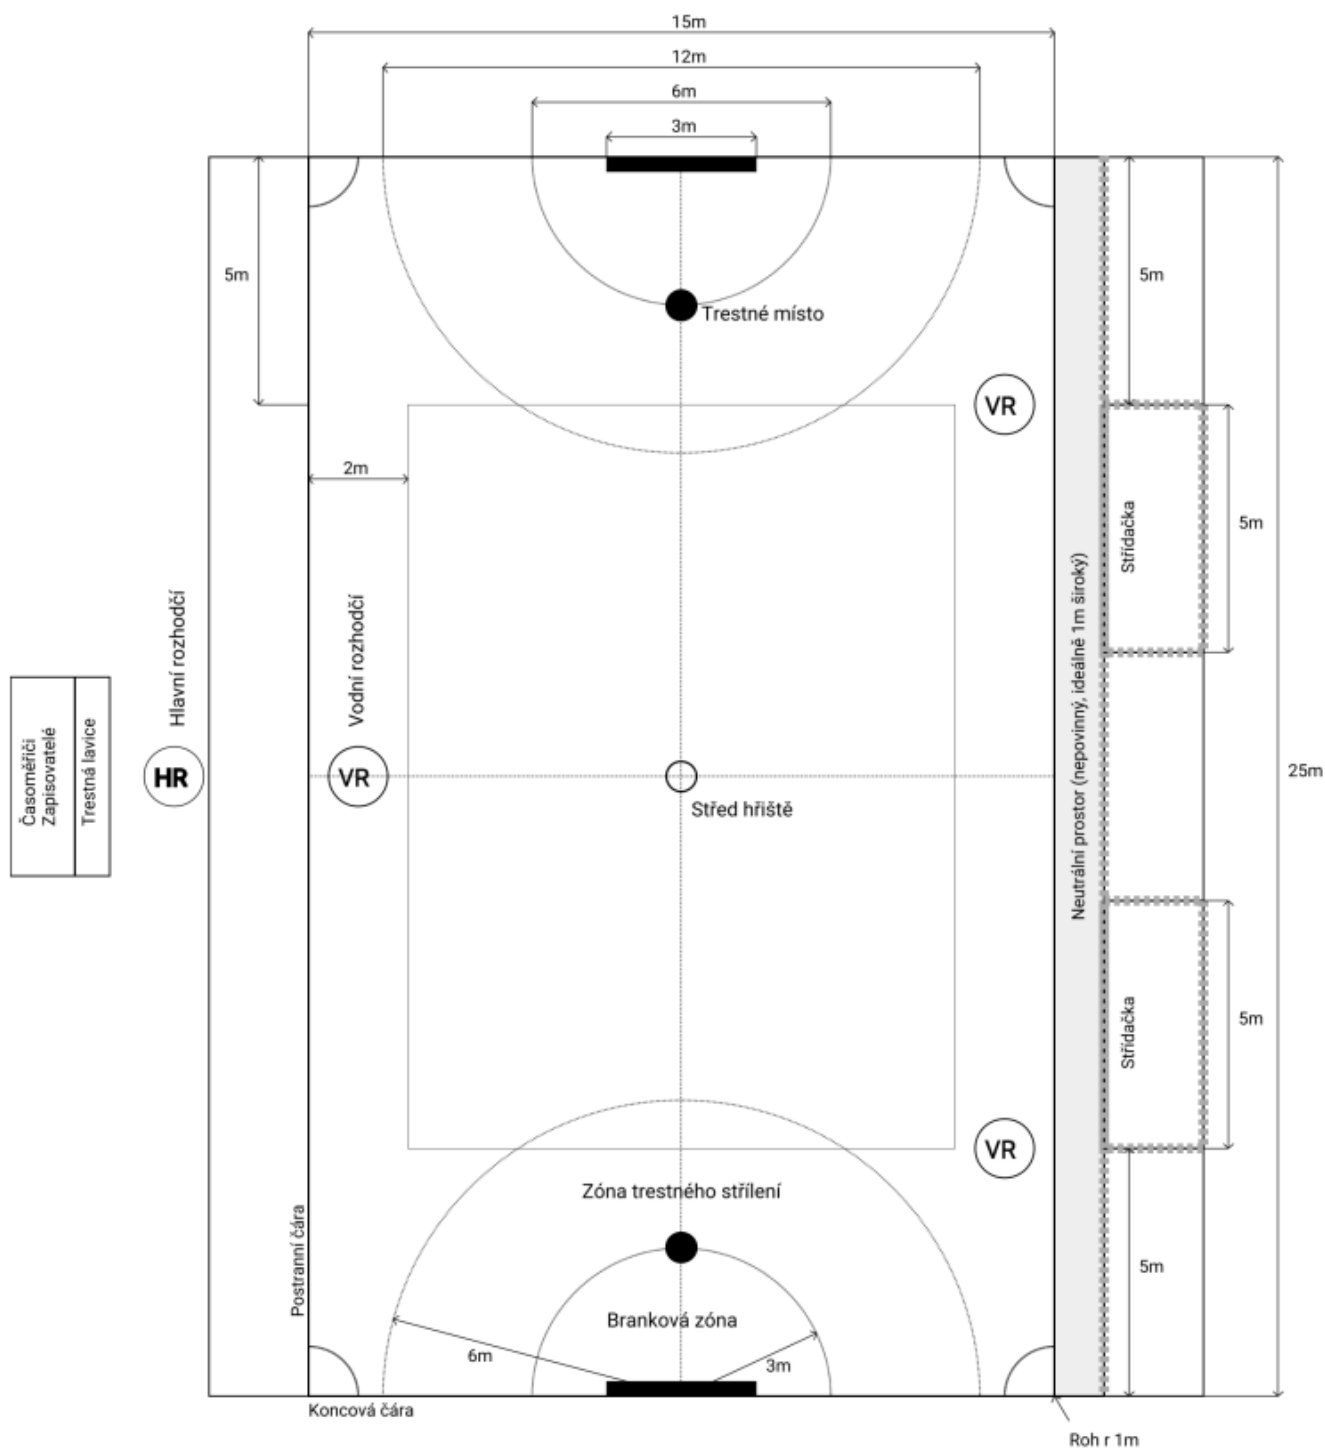 15m
12m
6m
3m
5m
5m
Trestné místo
VR
2m
Střídačka
5m
Hlavní rozhodčí
Vodní rozhodčí
Neutrální prostor (nepovinný, ideálně 1m široký)
Časoměřiči
Zapisovatelé
Trestná lavice
HR
VR
25m
Střed hřiště
Střídačka
5m
VR
Zóna trestného střílení
Postranní čára
5m
Branková zóna
6m
3m
Koncová čára
Roh r 1m